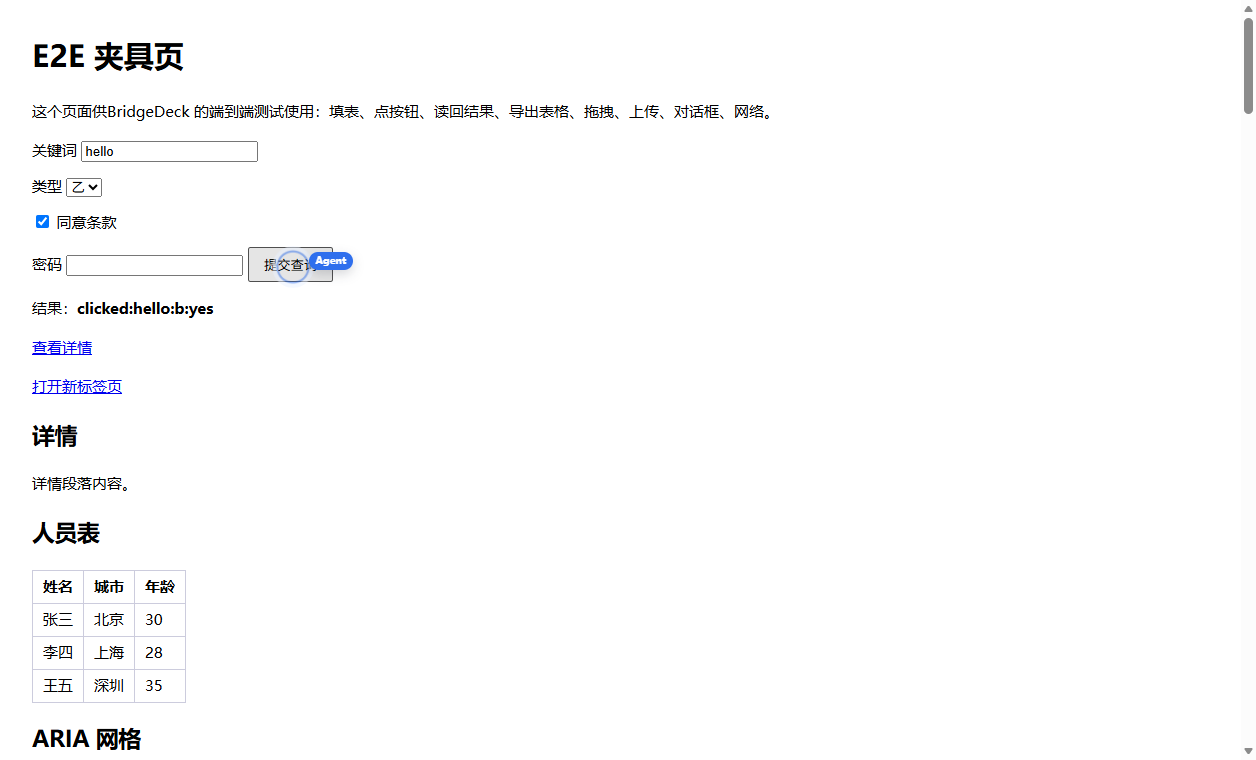 E2E 夹具页
这个页面供BridgeDeck 的端到端测试使用：填表、点按钮、读回结果、导出表格、拖拽、上传、对话框、网络。
关键词 hello
类型 乙
同意条款
密码 提交查询 Agent
结果：clicked:hello:b:yes
查看详情
打开新标签页
详情
详情段落内容。
人员表
姓名 城市 年龄
张三 北京 30
李四 上海 28
王五 深圳 35
ARIA 网格